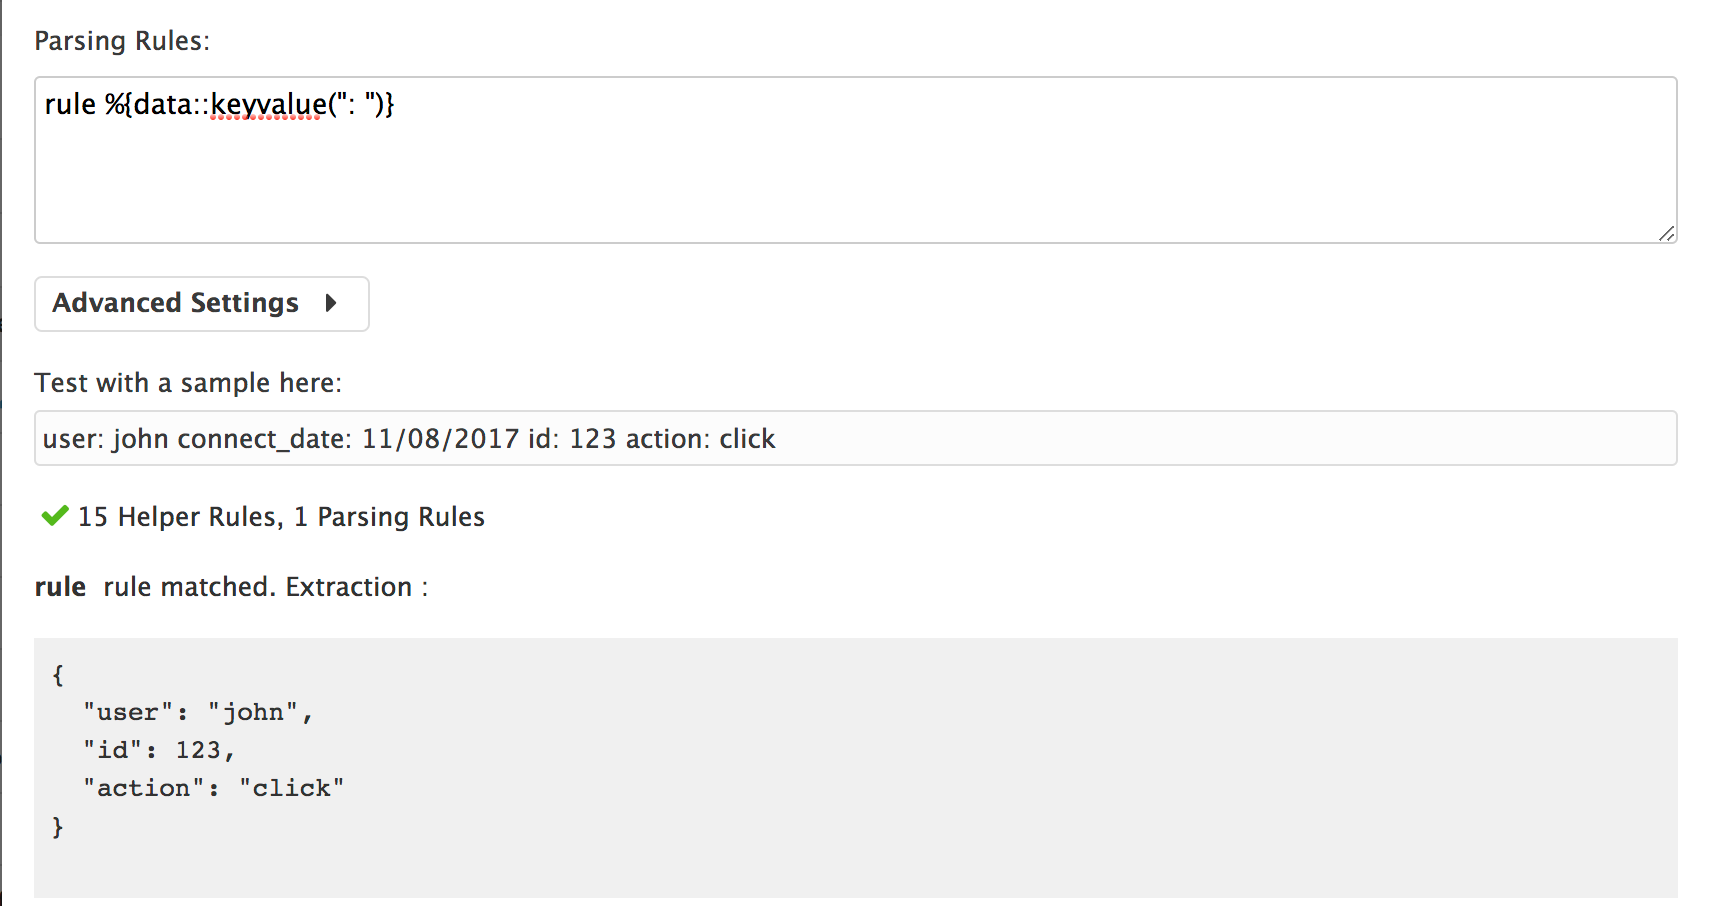 Parsing Rules:
rule %{data::keyvalue(": ")}
Advanced Settings
Test with a sample here:
user: john connect_date: 11/08/2017 id: 123 action: click
15 Helper Rules, 1 Parsing Rules
rule rule matched. Extraction :
{
"user": "john",
"id": 123,
"action": "click"
}